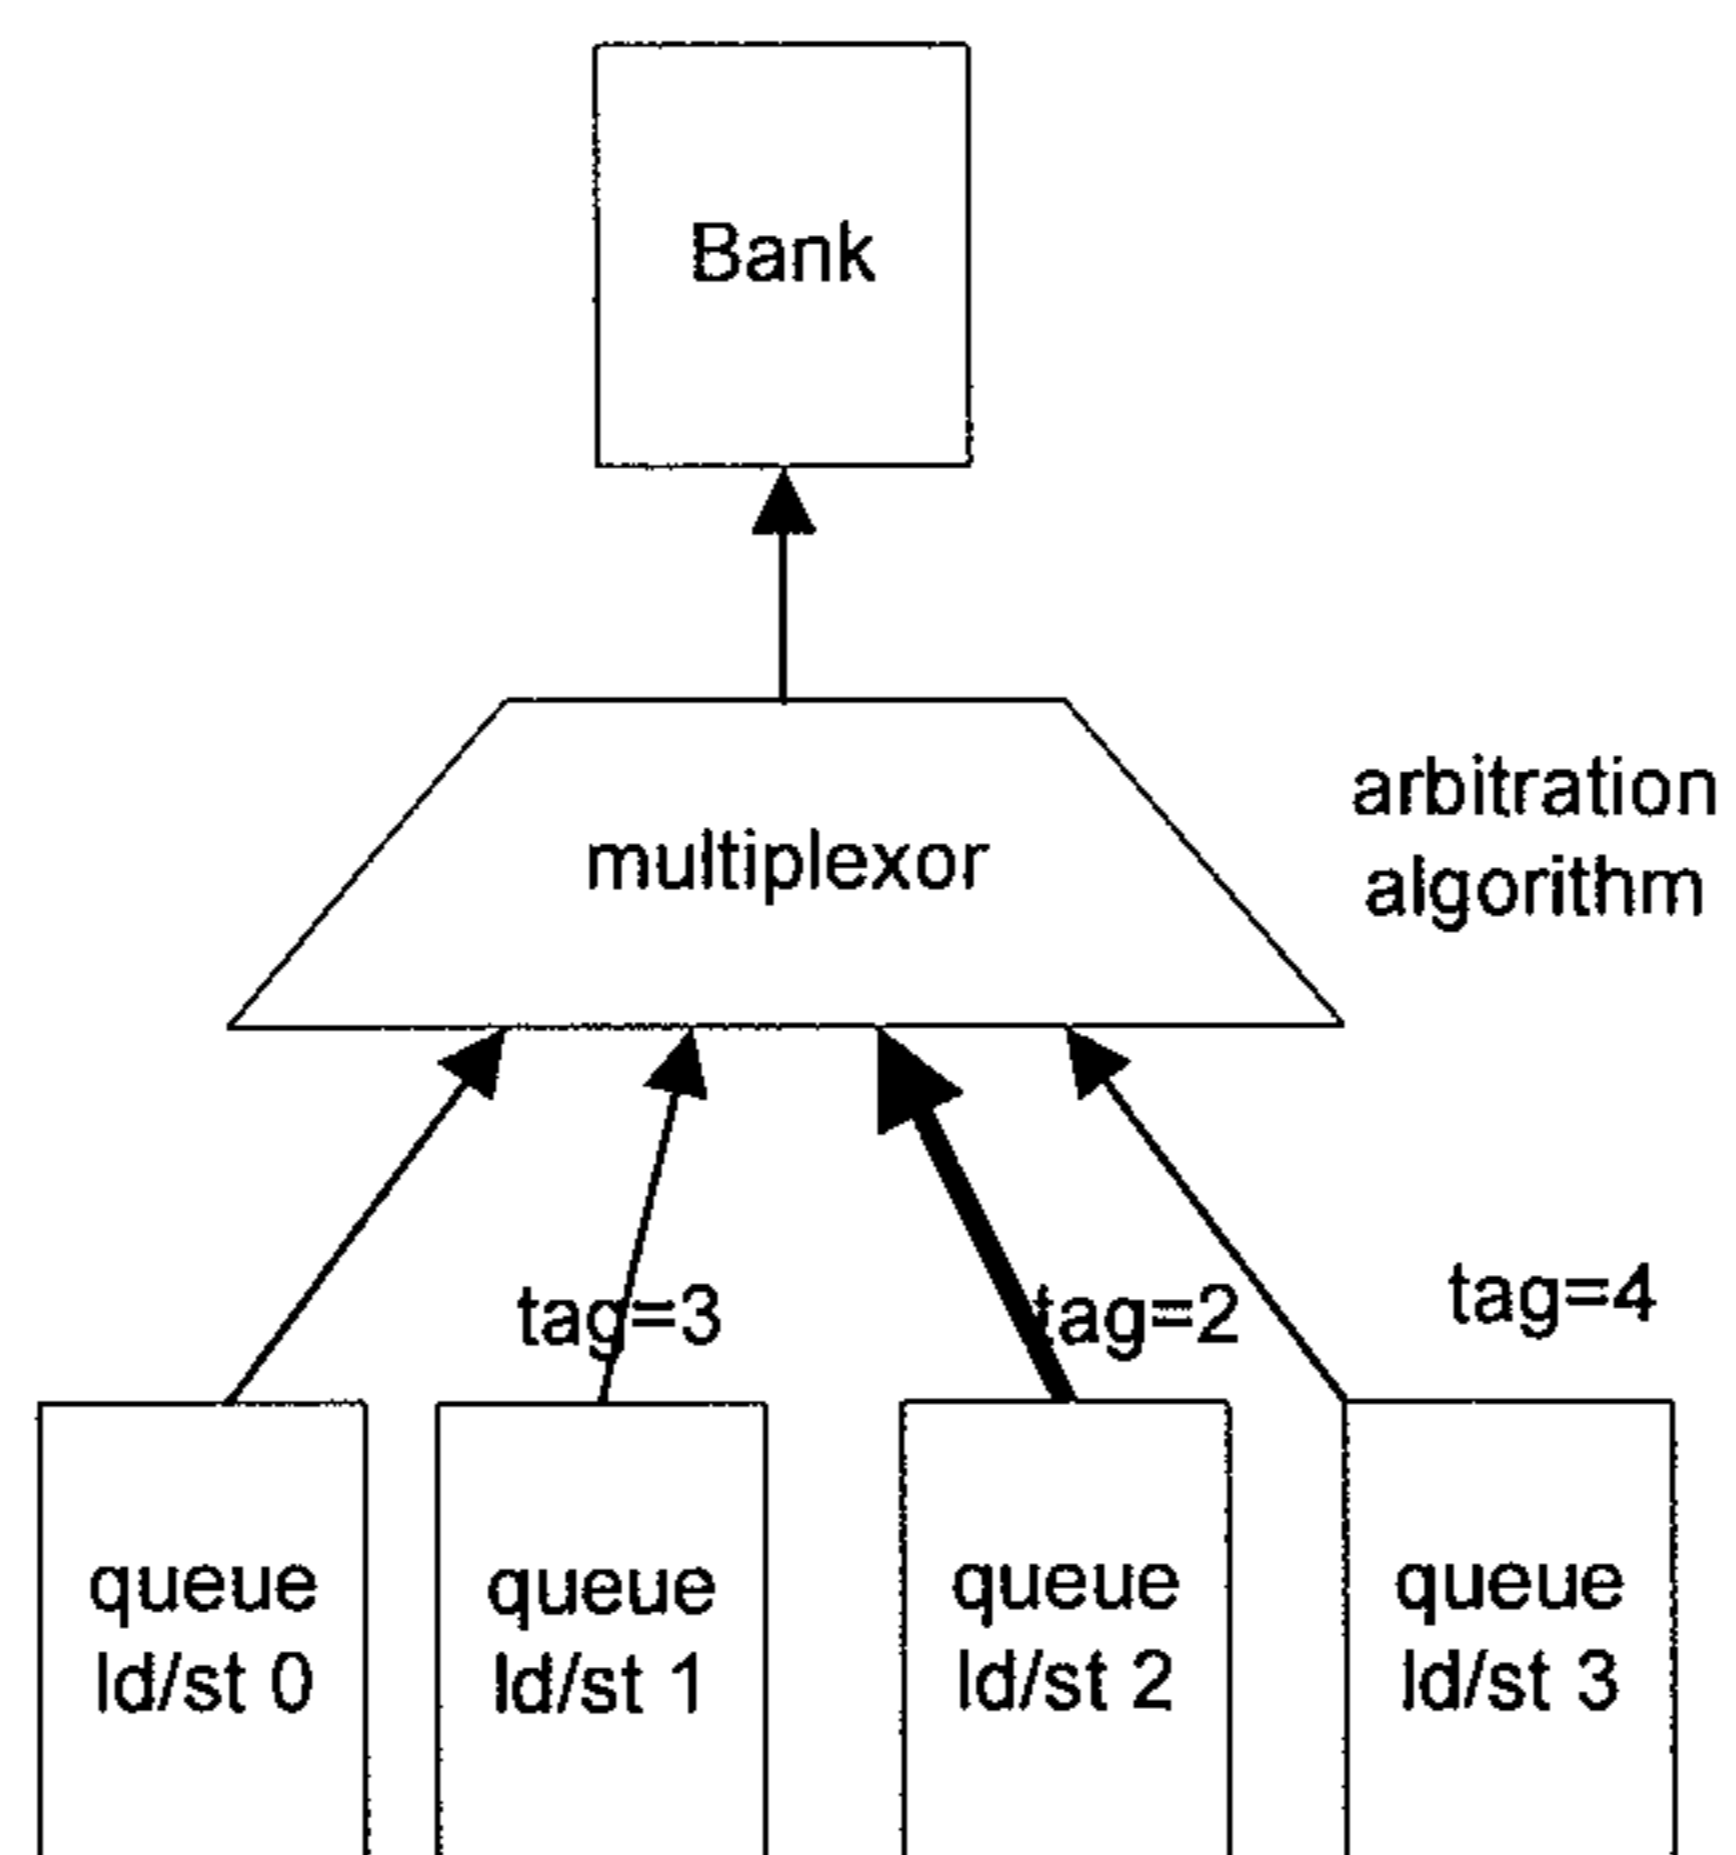 Bank
multiplexor
arbitration
algorithm
tag=3
tag=2
tag=4
queue
ld/st 0
queue
ld/st 1
queue
ld/st 2
queue
ld/st 3